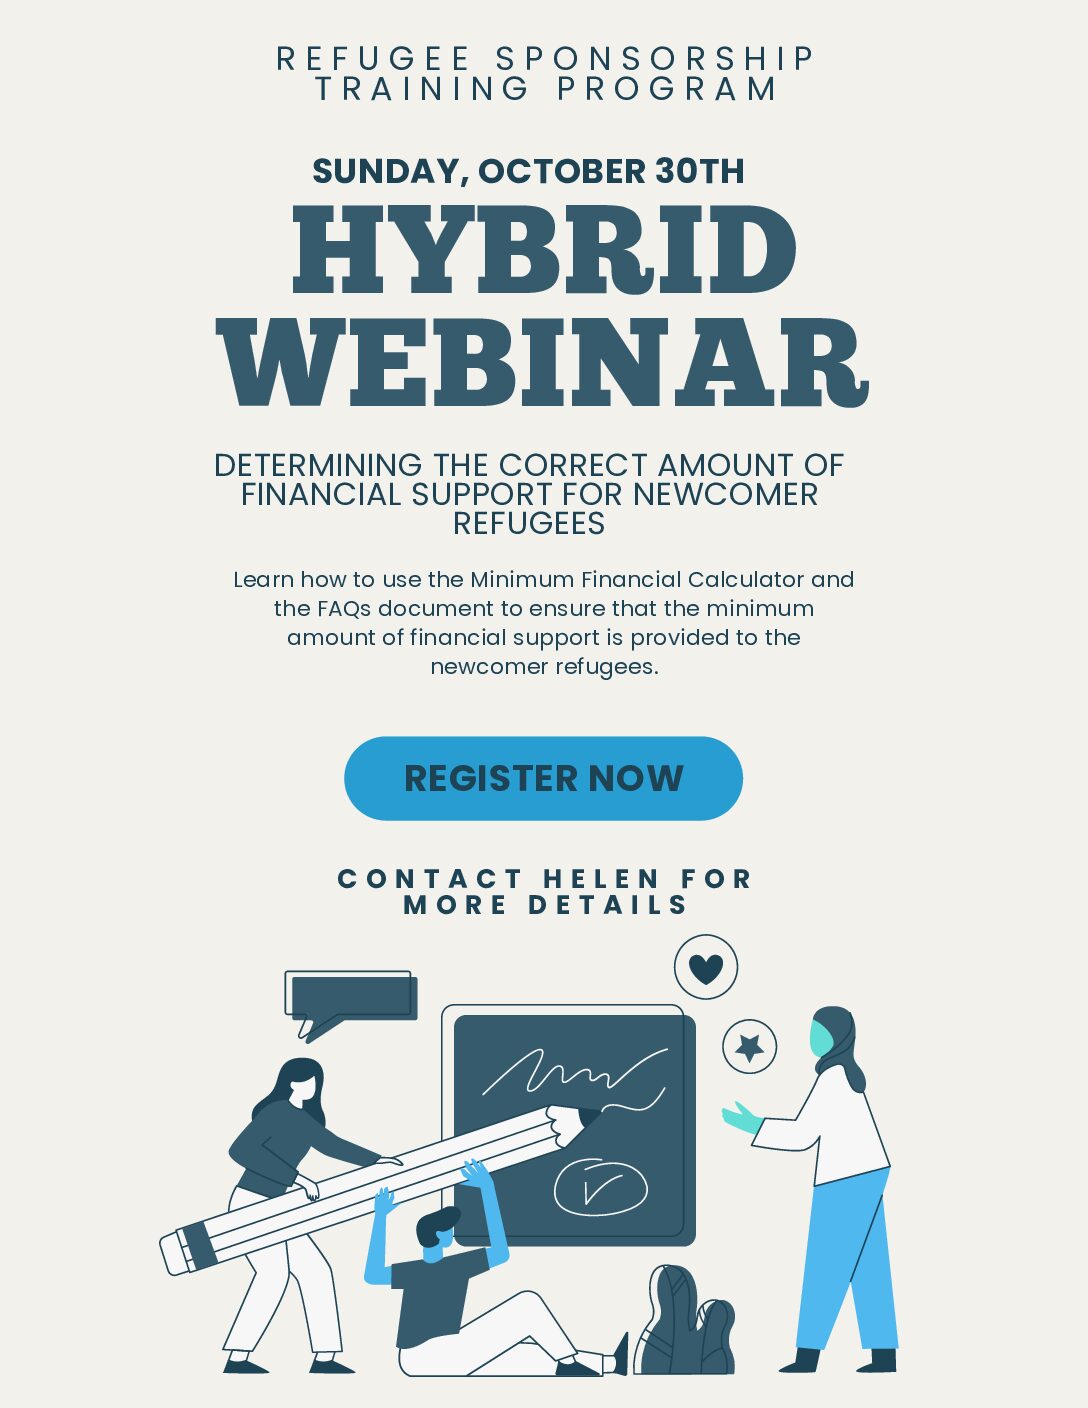 REFUGEE SPONSORSHIP
TRAINING PROGRAM
SUNDAY, OCTOBER 30TH
HYBRID
WEBINAR
DETERMINING THE CORRECT AMOUNT OF
FINANCIAL SUPPORT FOR NEWCOMER
REFUGEES
Learn how to use the Minimum Financial Calculator and
the FAQs document to ensure that the minimum
amount of financial support is provided to the
newcomer refugees.
REGISTER NOW
CONTACT HELEN FOR
MORE DETAILS